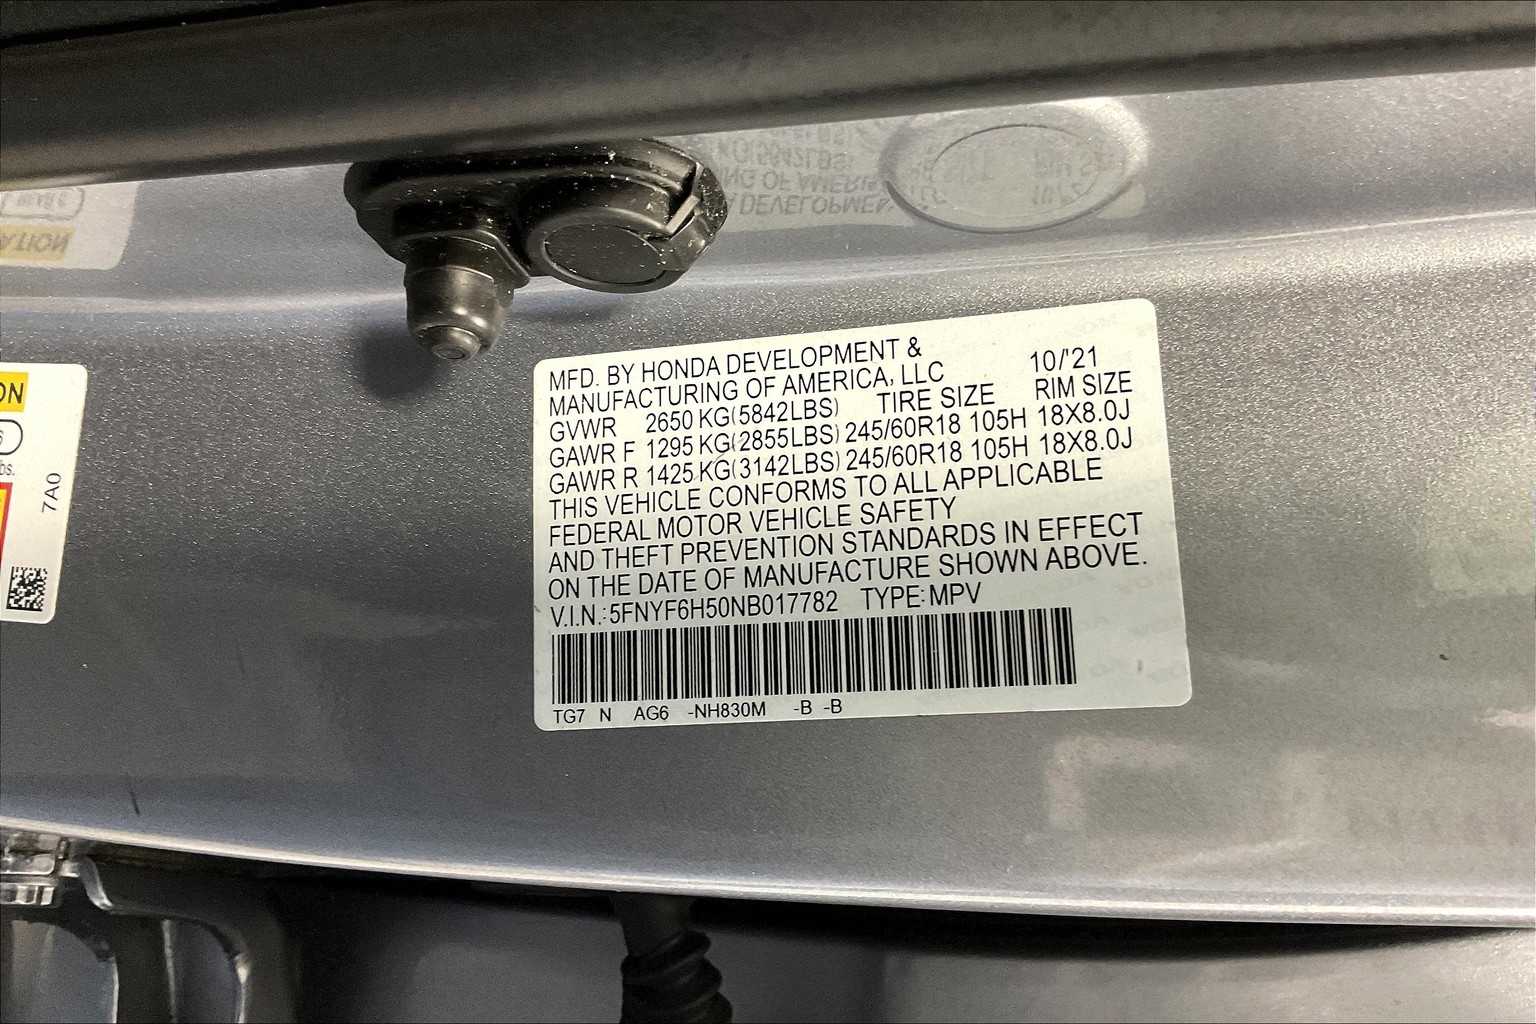 MFD. BY HONDA DEVELOPMENT &
MANUFACTURING OF AMERICA, LLC 10/'21
GVWR 2650 KG(5842LBS) TIRE SIZE RIM SIZE
GAWR F 1295 KG(2855LBS) 245/60R18 105H 18X8.0J
GAWR R 1425 KG(3142LBS) 245/60R18 105H 18X8.0J
THIS VEHICLE CONFORMS TO ALL APPLICABLE
FEDERAL MOTOR VEHICLE SAFETY
AND THEFT PREVENTION STANDARDS IN EFFECT
ON THE DATE OF MANUFACTURE SHOWN ABOVE.
V.I.N.: 5FNYF6H50NB017782 TYPE: MPV
TG7 N AG6 -NH830M -B -B
ON
7A0